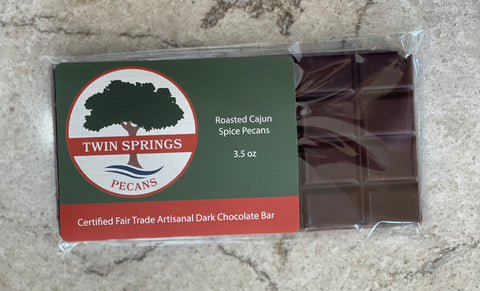 TWIN SPRINGS
PECANS
Roasted Cajun
Spice Pecans
3.5 oz
Certified Fair Trade Artisanal Dark Chocolate Bar